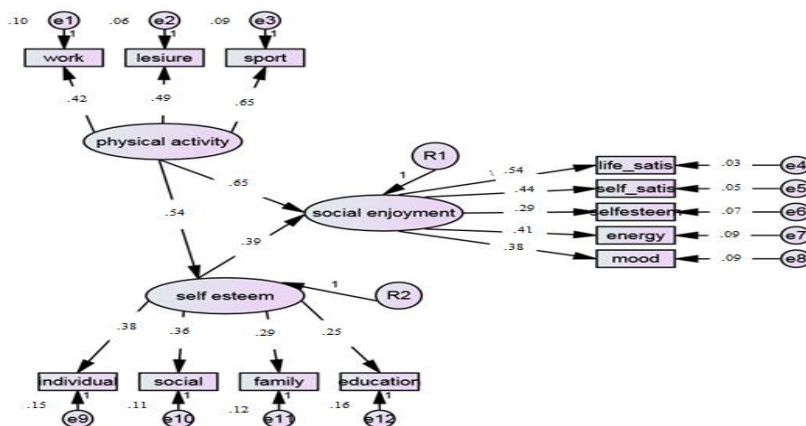 .10 e1 .06 e2 .09 e3
1 1 1
work lesiure sport
.42 .49 .65
physical activity
R1
1
.65
.54
social enjoyment
.54 life_satis .03 e4
.44 self_satis .05 e5
.29 selfesteem .07 e6
.41 energy .09 e7
.38 mood .09 e8
.39
self esteem
1 R2
.38 .36 .29 .25
individual social family education
1 1 1 1
.15 e9 .11 e10 .12 e11 .16 e12